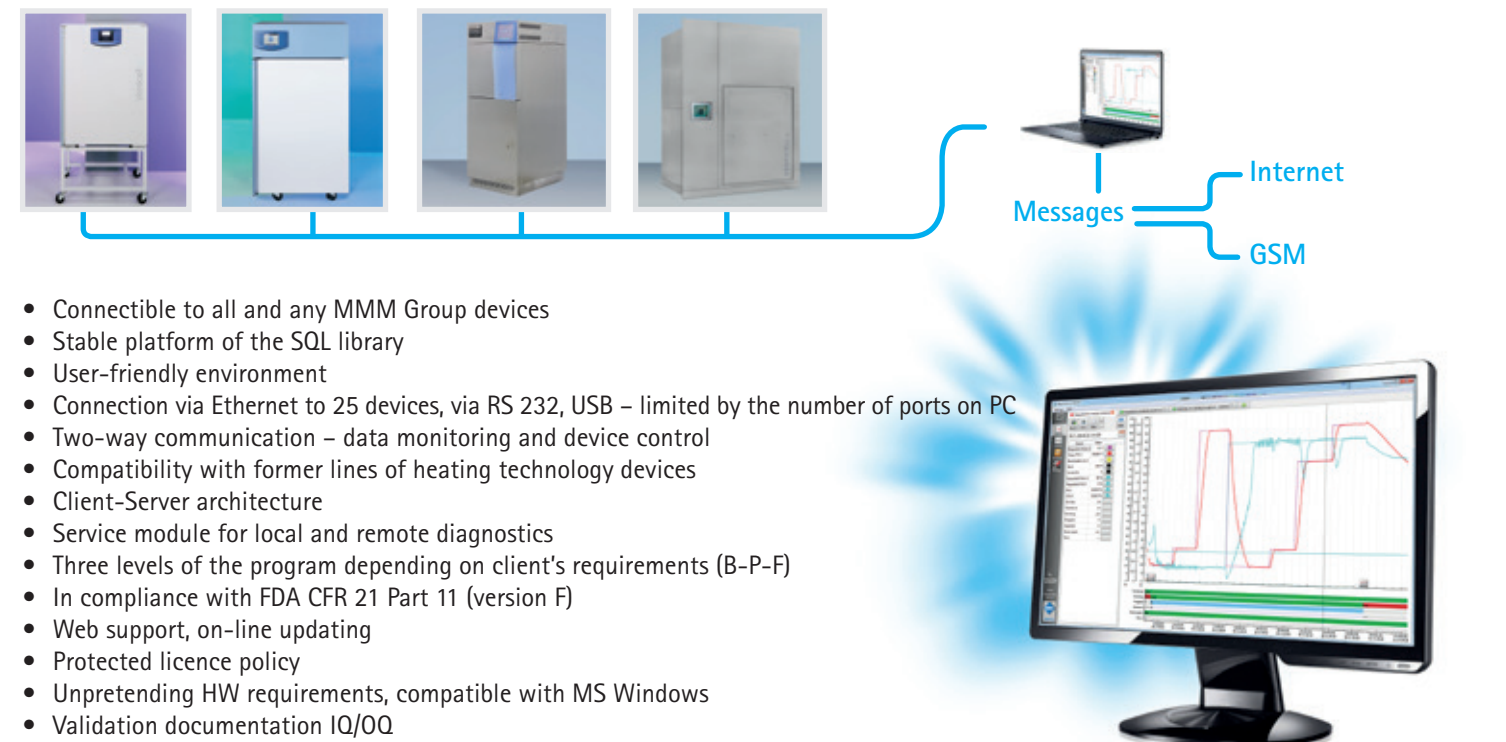 Internet
Messages
GSM
• Connectible to all and any MMM Group devices
• Stable platform of the SQL library
• User-friendly environment
• Connection via Ethernet to 25 devices, via RS 232, USB – limited by the number of ports on PC
• Two-way communication – data monitoring and device control
• Compatibility with former lines of heating technology devices
• Client-Server architecture
• Service module for local and remote diagnostics
• Three levels of the program depending on client's requirements (B-P-F)
• In compliance with FDA CFR 21 Part 11 (version F)
• Web support, on-line updating
• Protected licence policy
• Unpretending HW requirements, compatible with MS Windows
• Validation documentation IQ/OQ